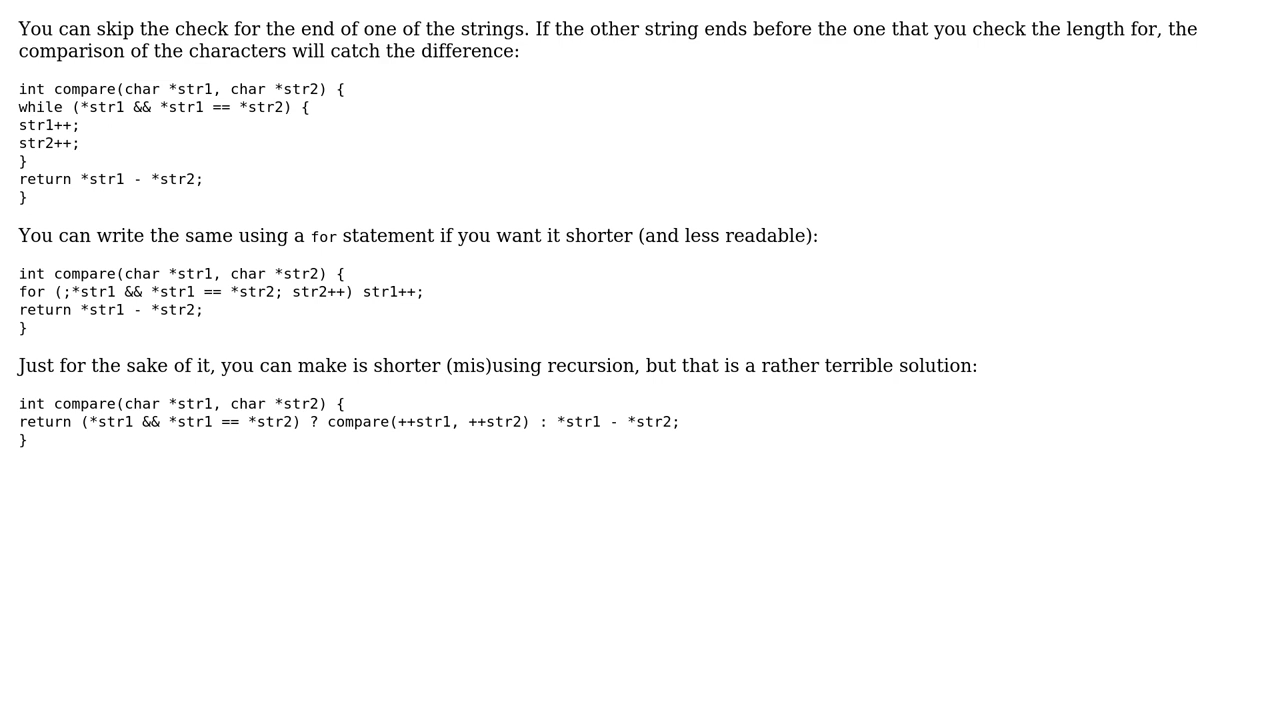 You can skip the check for the end of one of the strings. If the other string ends before the one that you check the length for, the
comparison of the characters will catch the difference:
int compare(char *str1, char *str2) {
while (*str1 && *str1 == *str2) {
str1++;
str2++;
}
return *str1 - *str2;
}
You can write the same using a for statement if you want it shorter (and less readable):
int compare(char *str1, char *str2) {
for (;*str1 && *str1 == *str2; str2++) str1++;
return *str1 - *str2;
}
Just for the sake of it, you can make is shorter (mis)using recursion, but that is a rather terrible solution:
int compare(char *str1, char *str2) {
return (*str1 && *str1 == *str2) ? compare(++str1, ++str2) : *str1 - *str2;
}